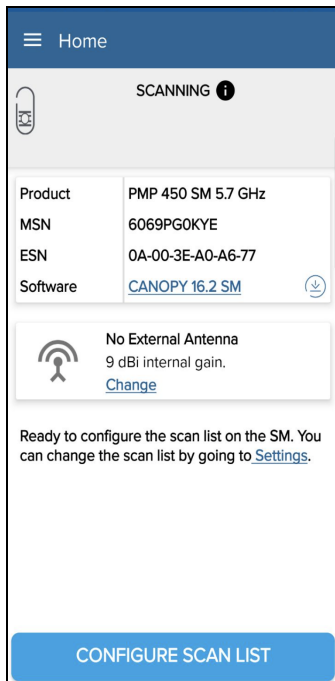 Home
SCANNING
Product PMP 450 SM 5.7 GHz
MSN 6069PG0KYE
ESN 0A-00-3E-A0-A6-77
Software CANOPY 16.2 SM
No External Antenna
9 dBi internal gain.
Change
Ready to configure the scan list on the SM. You
can change the scan list by going to Settings.
CONFIGURE SCAN LIST